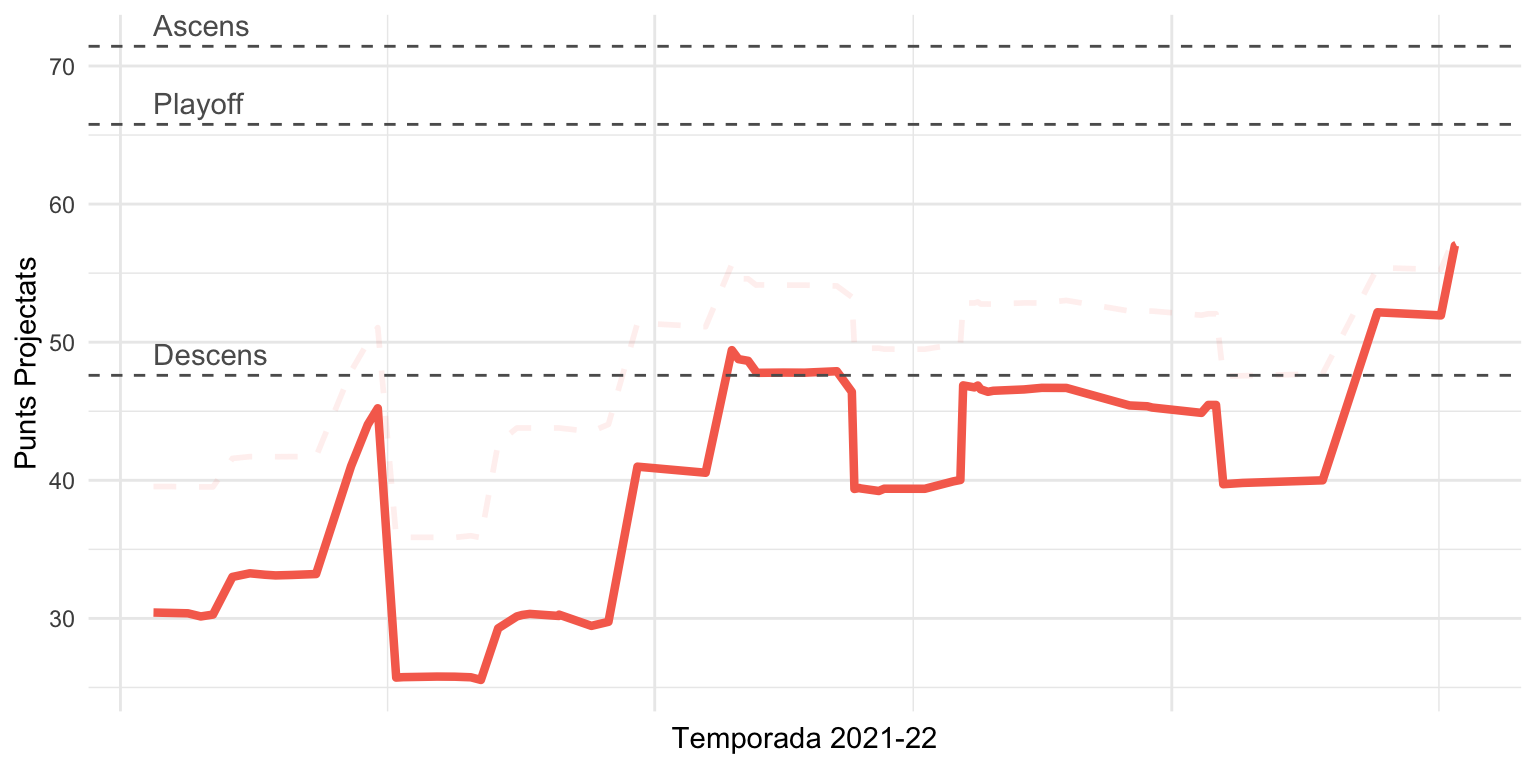 Ascens
70
Playoff
60
50
Descens
40
30
Punts Projectats
Temporada 2021-22